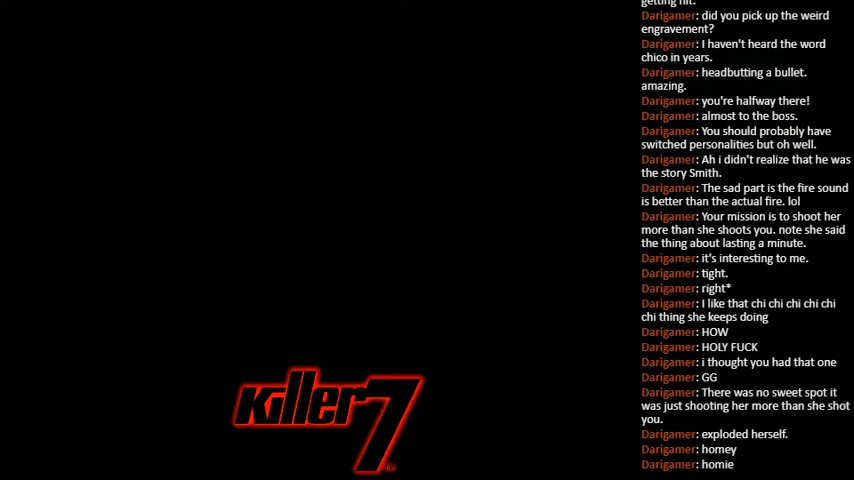 getting hit.
Darigamer: did you pick up the weird
engravement?
Darigamer: I haven't heard the word
chico in years.
Darigamer: headbutting a bullet.
amazing.
Darigamer: you're halfway there!
Darigamer: almost to the boss.
Darigamer: You should probably have
switched personalities but oh well.
Darigamer: Ah i didn't realize that he was
the story Smith.
Darigamer: The sad part is the fire sound
is better than the actual fire. lol
Darigamer: Your mission is to shoot her
more than she shoots you. note she said
the thing about lasting a minute.
Darigamer: it's interesting to me.
Darigamer: tight.
Darigamer: right*
Darigamer: I like that chi chi chi chi chi
chi thing she keeps doing
Darigamer: HOW
Darigamer: HOLY FUCK
Darigamer: i thought you had that one
Darigamer: GG
Darigamer: There was no sweet spot it
was just shooting her more than she shot
you.
Darigamer: exploded herself.
Darigamer: homey
Darigamer: homie
killer7